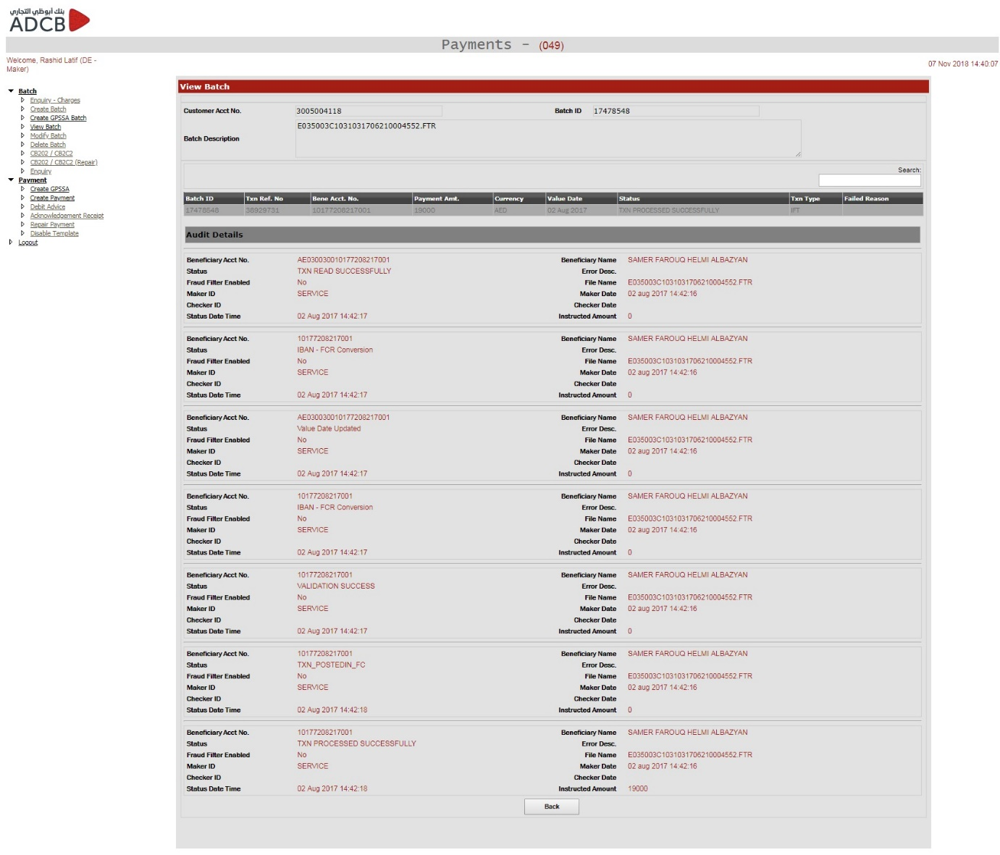 بنك أبوظبي التجاري
ADCB
Payments - (049)
Welcome, Rashid Latif (DE -
Maker)
07 Nov 2018 14:40:07
Batch
Enquiry - Charges
Create Batch
Create GPSSA Batch
View Batch
Modify Batch
Delete Batch
CB202 / CB2C2
CB202 / CB2C2 (Repair)
Enquiry
Payment
Create GPSSA
Create Payment
Debit Advice
Acknowledgement Receipt
Repair Payment
Disable Template
Logout
View Batch
Customer Acct No. 3005004118 Batch ID 17478548
Batch Description E035003C1031031706210004552.FTR
Search:
Batch ID Txn Ref. No Bene Acct. No. Payment Amt. Currency Value Date Status Txn Type Failed Reason
17478548 38929731 10177208217001 19000 AED 02 Aug 2017 TXN PROCESSED SUCCESSFULLY IFT
Audit Details
Beneficiary Acct No. AE030030010177208217001 Beneficiary Name SAMER FAROUQ HELMI ALBAZYAN
Status TXN READ SUCCESSFULLY Error Desc.
Fraud Filter Enabled No File Name E035003C1031031706210004552.FTR
Maker ID SERVICE Maker Date 02 aug 2017 14:42:16
Checker ID Checker Date
Status Date Time 02 Aug 2017 14:42:17 Instructed Amount 0
Beneficiary Acct No. 10177208217001 Beneficiary Name SAMER FAROUQ HELMI ALBAZYAN
Status IBAN - FCR Conversion Error Desc.
Fraud Filter Enabled No File Name E035003C1031031706210004552.FTR
Maker ID SERVICE Maker Date 02 aug 2017 14:42:16
Checker ID Checker Date
Status Date Time 02 Aug 2017 14:42:17 Instructed Amount 0
Beneficiary Acct No. AE030030010177208217001 Beneficiary Name SAMER FAROUQ HELMI ALBAZYAN
Status Value Date Updated Error Desc.
Fraud Filter Enabled No File Name E035003C1031031706210004552.FTR
Maker ID SERVICE Maker Date 02 aug 2017 14:42:16
Checker ID Checker Date
Status Date Time 02 Aug 2017 14:42:17 Instructed Amount 0
Beneficiary Acct No. 10177208217001 Beneficiary Name SAMER FAROUQ HELMI ALBAZYAN
Status IBAN - FCR Conversion Error Desc.
Fraud Filter Enabled No File Name E035003C1031031706210004552.FTR
Maker ID SERVICE Maker Date 02 aug 2017 14:42:16
Checker ID Checker Date
Status Date Time 02 Aug 2017 14:42:17 Instructed Amount 0
Beneficiary Acct No. 10177208217001 Beneficiary Name SAMER FAROUQ HELMI ALBAZYAN
Status VALIDATION SUCCESS Error Desc.
Fraud Filter Enabled No File Name E035003C1031031706210004552.FTR
Maker ID SERVICE Maker Date 02 aug 2017 14:42:16
Checker ID Checker Date
Status Date Time 02 Aug 2017 14:42:17 Instructed Amount 0
Beneficiary Acct No. 10177208217001 Beneficiary Name SAMER FAROUQ HELMI ALBAZYAN
Status TXN_POSTEDIN_FC Error Desc.
Fraud Filter Enabled No File Name E035003C1031031706210004552.FTR
Maker ID SERVICE Maker Date 02 aug 2017 14:42:16
Checker ID Checker Date
Status Date Time 02 Aug 2017 14:42:18 Instructed Amount 0
Beneficiary Acct No. 10177208217001 Beneficiary Name SAMER FAROUQ HELMI ALBAZYAN
Status TXN PROCESSED SUCCESSFULLY Error Desc.
Fraud Filter Enabled No File Name E035003C1031031706210004552.FTR
Maker ID SERVICE Maker Date 02 aug 2017 14:42:16
Checker ID Checker Date
Status Date Time 02 Aug 2017 14:42:18 Instructed Amount 19000
Back